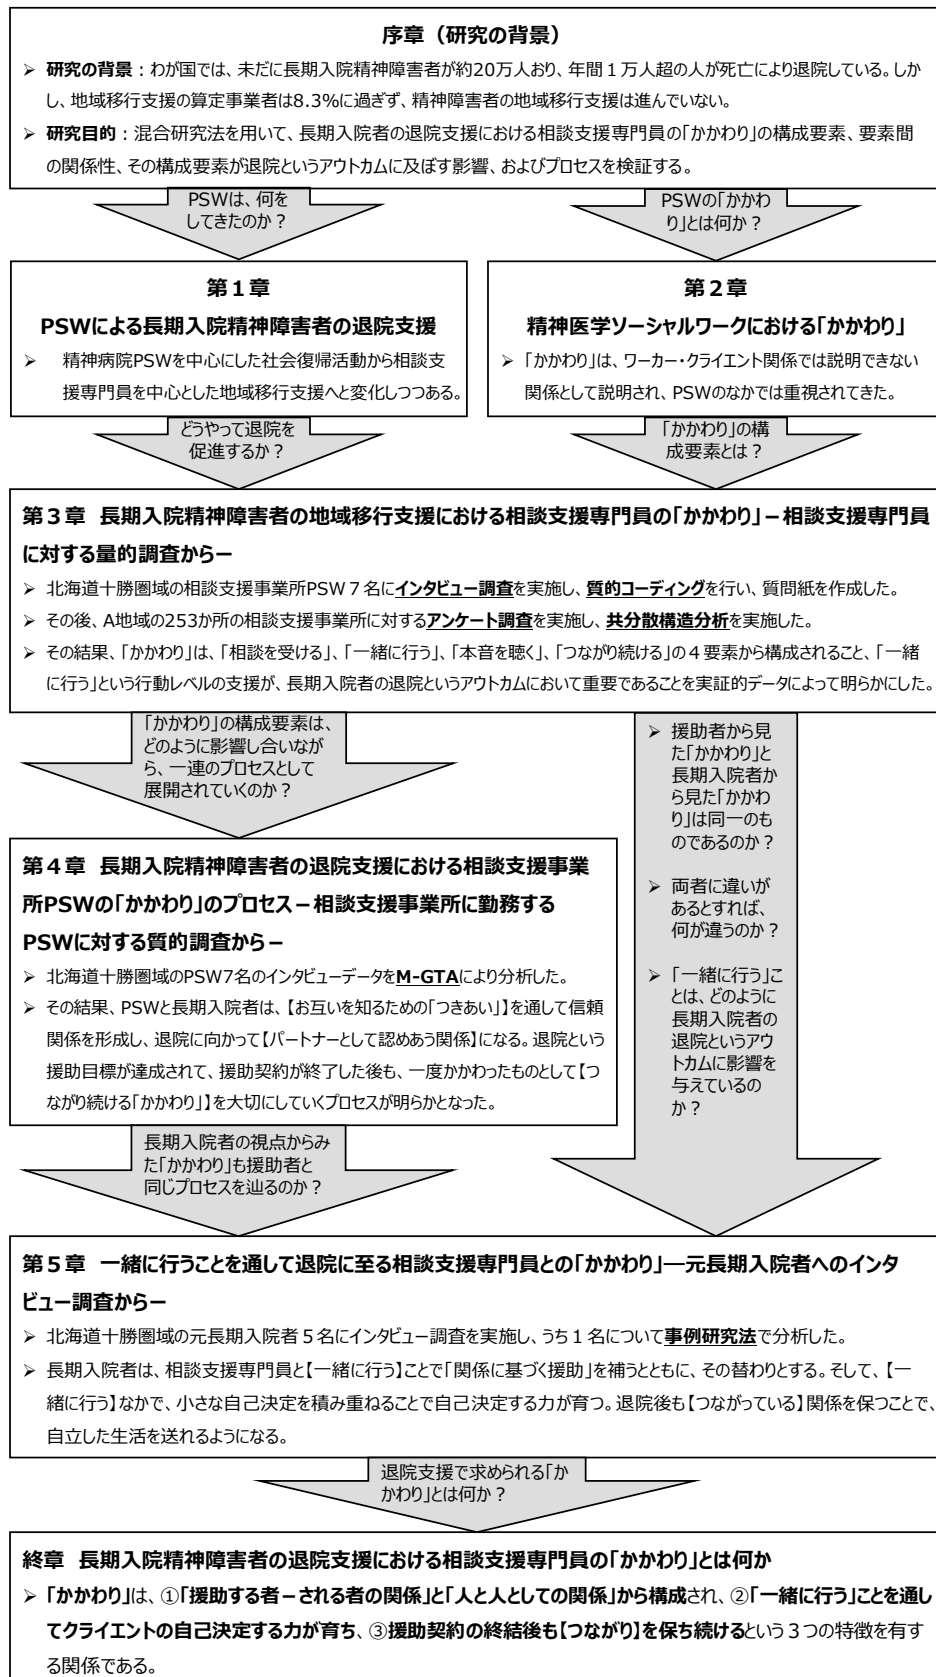 序章（研究の背景）
➢ 研究の背景：わが国では、未だに長期入院精神障害者が約20万人おり、年間１万人超の人が死亡により退院している。しか
し、地域移行支援の算定事業者は8.3%に過ぎず、精神障害者の地域移行支援は進んでいない。
➢ 研究目的：混合研究法を用いて、長期入院者の退院支援における相談支援専門員の「かかわり」の構成要素、要素間
の関係性、その構成要素が退院というアウトカムに及ぼす影響、およびプロセスを検証する。
PSWは、何を
してきたのか？
PSWの「かかわ
り」とは何か？
第１章
PSWによる長期入院精神障害者の退院支援
➢ 精神病院PSWを中心にした社会復帰活動から相談支
援専門員を中心とした地域移行支援へと変化しつつある。
第２章
精神医学ソーシャルワークにおける「かかわり」
➢ 「かかわり」は、ワーカー・クライエント関係では説明できない
関係として説明され、PSWのなかでは重視されてきた。
どうやって退院を
促進するか？
「かかわり」の構
成要素とは？
第３章 長期入院精神障害者の地域移行支援における相談支援専門員の「かかわり」－相談支援専門員
に対する量的調査からー
➢ 北海道十勝圏域の相談支援事業所PSW７名にインタビュー調査を実施し、質的コーディングを行い、質問紙を作成した。
➢ その後、A地域の253か所の相談支援事業所に対するアンケート調査を実施し、共分散構造分析を実施した。
➢ その結果、「かかわり」は、「相談を受ける」、「一緒に行う」、「本音を聴く」、「つながり続ける」の４要素から構成されること、「一緒
に行う」という行動レベルの支援が、長期入院者の退院というアウトカムにおいて重要であることを実証的データによって明らかにした。
「かかわり」の構成要素は、
どのように影響し合いなが
ら、一連のプロセスとして
展開されていくのか？
➢ 援助者から見
た「かかわり」と
長期入院者か
ら見た「かかわ
り」は同一のも
のであるのか？
➢ 両者に違いが
あるとすれば、
何が違うのか？
➢ 「一緒に行う」こ
とは、どのように
長期入院者の
退院というアウ
トカムに影響を
与えているの
か？
第４章 長期入院精神障害者の退院支援における相談支援事業
所PSWの「かかわり」のプロセス－相談支援事業所に勤務する
PSWに対する質的調査から－
➢ 北海道十勝圏域のPSW7名のインタビューデータをM-GTAにより分析した。
➢ その結果、PSWと長期入院者は、【お互いを知るための「つきあい」】を通して信頼
関係を形成し、退院に向かって【パートナーとして認めあう関係】になる。退院という
援助目標が達成されて、援助契約が終了した後も、一度かかわったものとして【つ
ながり続ける「かかわり」】を大切にしていくプロセスが明らかとなった。
長期入院者の視点からみ
た「かかわり」も援助者と
同じプロセスを辿るのか？
第５章 一緒に行うことを通して退院に至る相談支援専門員との「かかわり」―元長期入院者へのインタ
ビュー調査からー
➢ 北海道十勝圏域の元長期入院者５名にインタビュー調査を実施し、うち１名について事例研究法で分析した。
➢ 長期入院者は、相談支援専門員と【一緒に行う】ことで「関係に基づく援助」を補うとともに、その替わりとする。そして、【一
緒に行う】なかで、小さな自己決定を積み重ねることで自己決定する力が育つ。退院後も【つながっている】関係を保つことで、
自立した生活を送れるようになる。
退院支援で求められる「か
かわり」とは何か？
終章 長期入院精神障害者の退院支援における相談支援専門員の「かかわり」とは何か
➢ 「かかわり」は、①「援助する者－される者の関係」と「人と人としての関係」から構成され、②「一緒に行う」ことを通し
てクライエントの自己決定する力が育ち、③援助契約の終結後も【つながり】を保ち続けるという３つの特徴を有す
る関係である。